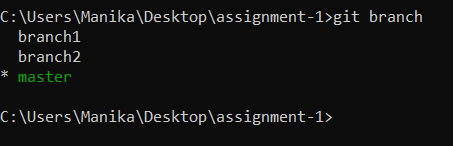 C:\Users\Manika\Desktop\assignment-1>git branch
  branch1
  branch2
* master
C:\Users\Manika\Desktop\assignment-1>